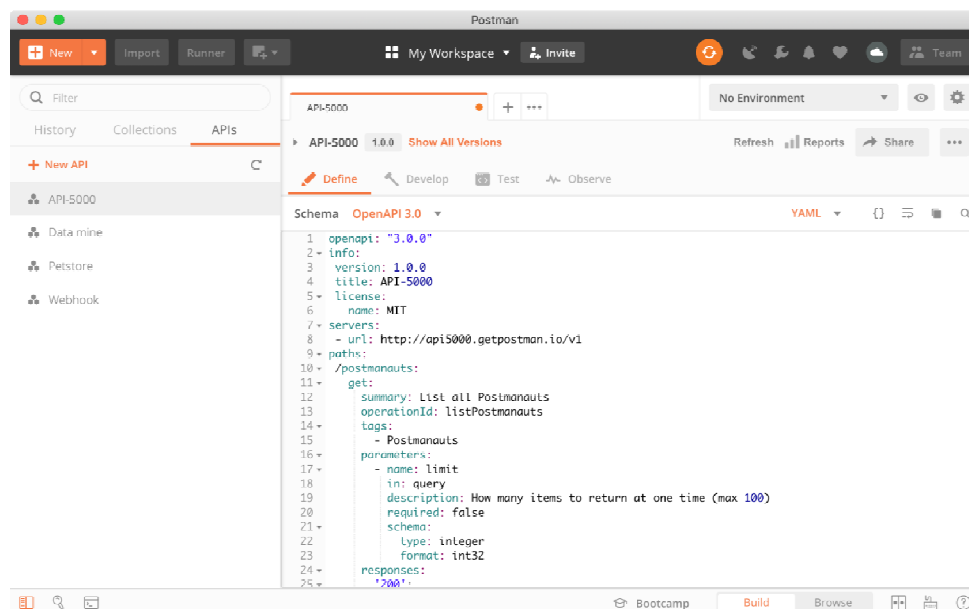 Postman
New Import Runner My Workspace Invite Team
Filter
History Collections APIs
+ New API
API-5000
Data mine
Petstore
Webhook
API-5000 + ••• No Environment
API-5000 1.0.0 Show All Versions Refresh Reports Share •••
Define Develop Test Observe
Schema OpenAPI 3.0 YAML {}
1 openapi: "3.0.0"
2 info:
3 version: 1.0.0
4 title: API-5000
5 license:
6 name: MIT
7 servers:
8 - url: http://api5000.getpostman.io/v1
9 paths:
10 /postmanauts:
11 get:
12 summary: List all Postmanauts
13 operationId: listPostmanauts
14 tags:
15 - Postmanauts
16 parameters:
17 - name: limit
18 in: query
19 description: How many items to return at one time (max 100)
20 required: false
21 schema:
22 type: integer
23 format: int32
24 responses:
25 '200':
Bootcamp Build Browse